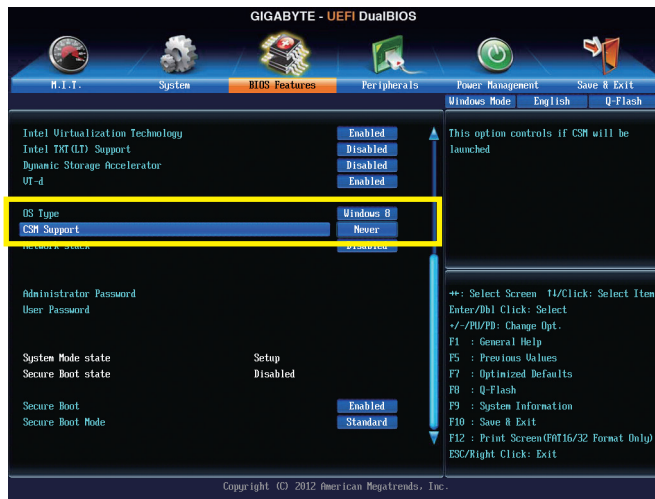 GIGABYTE - UEFI DualBIOS
M.I.T. System BIOS Features Peripherals Power Management Save & Exit
Windows Mode English Q-Flash
Intel Virtualization Technology Enabled
Intel TXT(LT) Support Disabled
Dynamic Storage Accelerator Disabled
VT-d Enabled
OS Type Windows 8
CSM Support Never
Network stack Disabled
Administrator Password
User Password
System Mode state Setup
Secure Boot state Disabled
Secure Boot Enabled
Secure Boot Mode Standard
This option controls if CSM will be
launched
→←: Select Screen ↑↓/Click: Select Item
Enter/Dbl Click: Select
+/-/PU/PD: Change Opt.
F1 : General Help
F5 : Previous Values
F7 : Optimized Defaults
F8 : Q-Flash
F9 : System Information
F10 : Save & Exit
F12 : Print Screen(FAT16/32 Format Only)
ESC/Right Click: Exit
Copyright (C) 2012 American Megatrends, Inc.